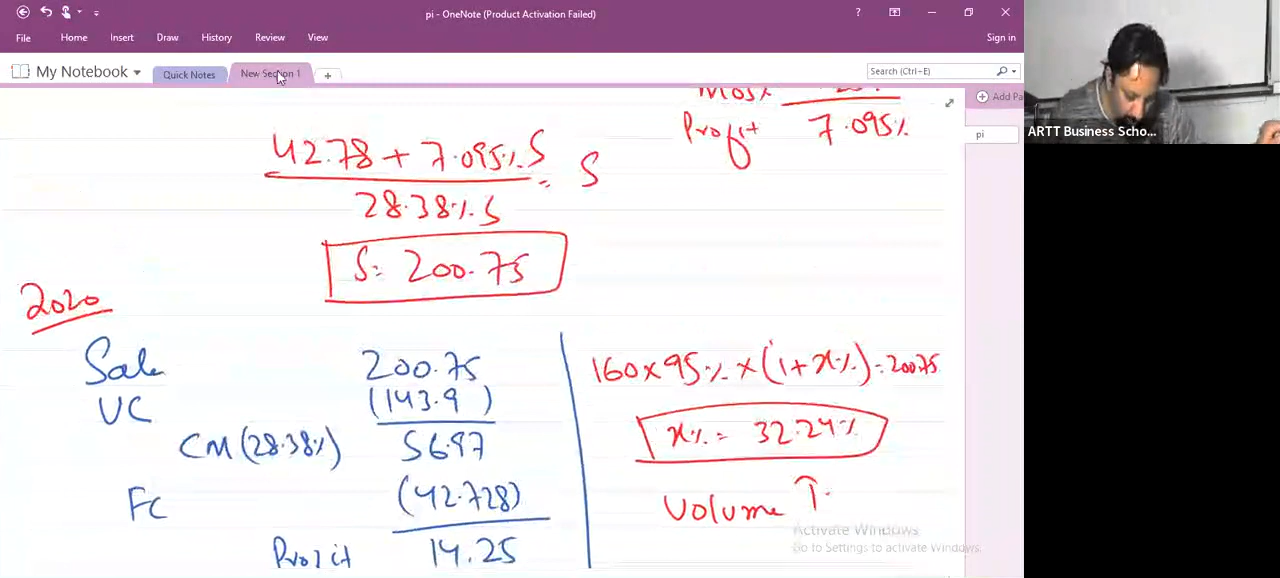 pi - OneNote (Product Activation Failed)
?
File Home Insert Draw History Review View
Sign in
My Notebook
Quick Notes
New Section 1
+
Search (Ctrl+E)
Add Pa
pi
ARTT Business Scho...
Profit 7.095%
42.78 + 7.095% S
= S
28.38% S
S= 200.75
2020
Sale 200.75
VC (143.9)
CM (28.38%) 56.97
FC (42.728)
Profit 14.25
160 x 95% x (1+x%) = 200.75
x% = 32.24%
Volume ↑
Activate Windows
Go to Settings to activate Windows.